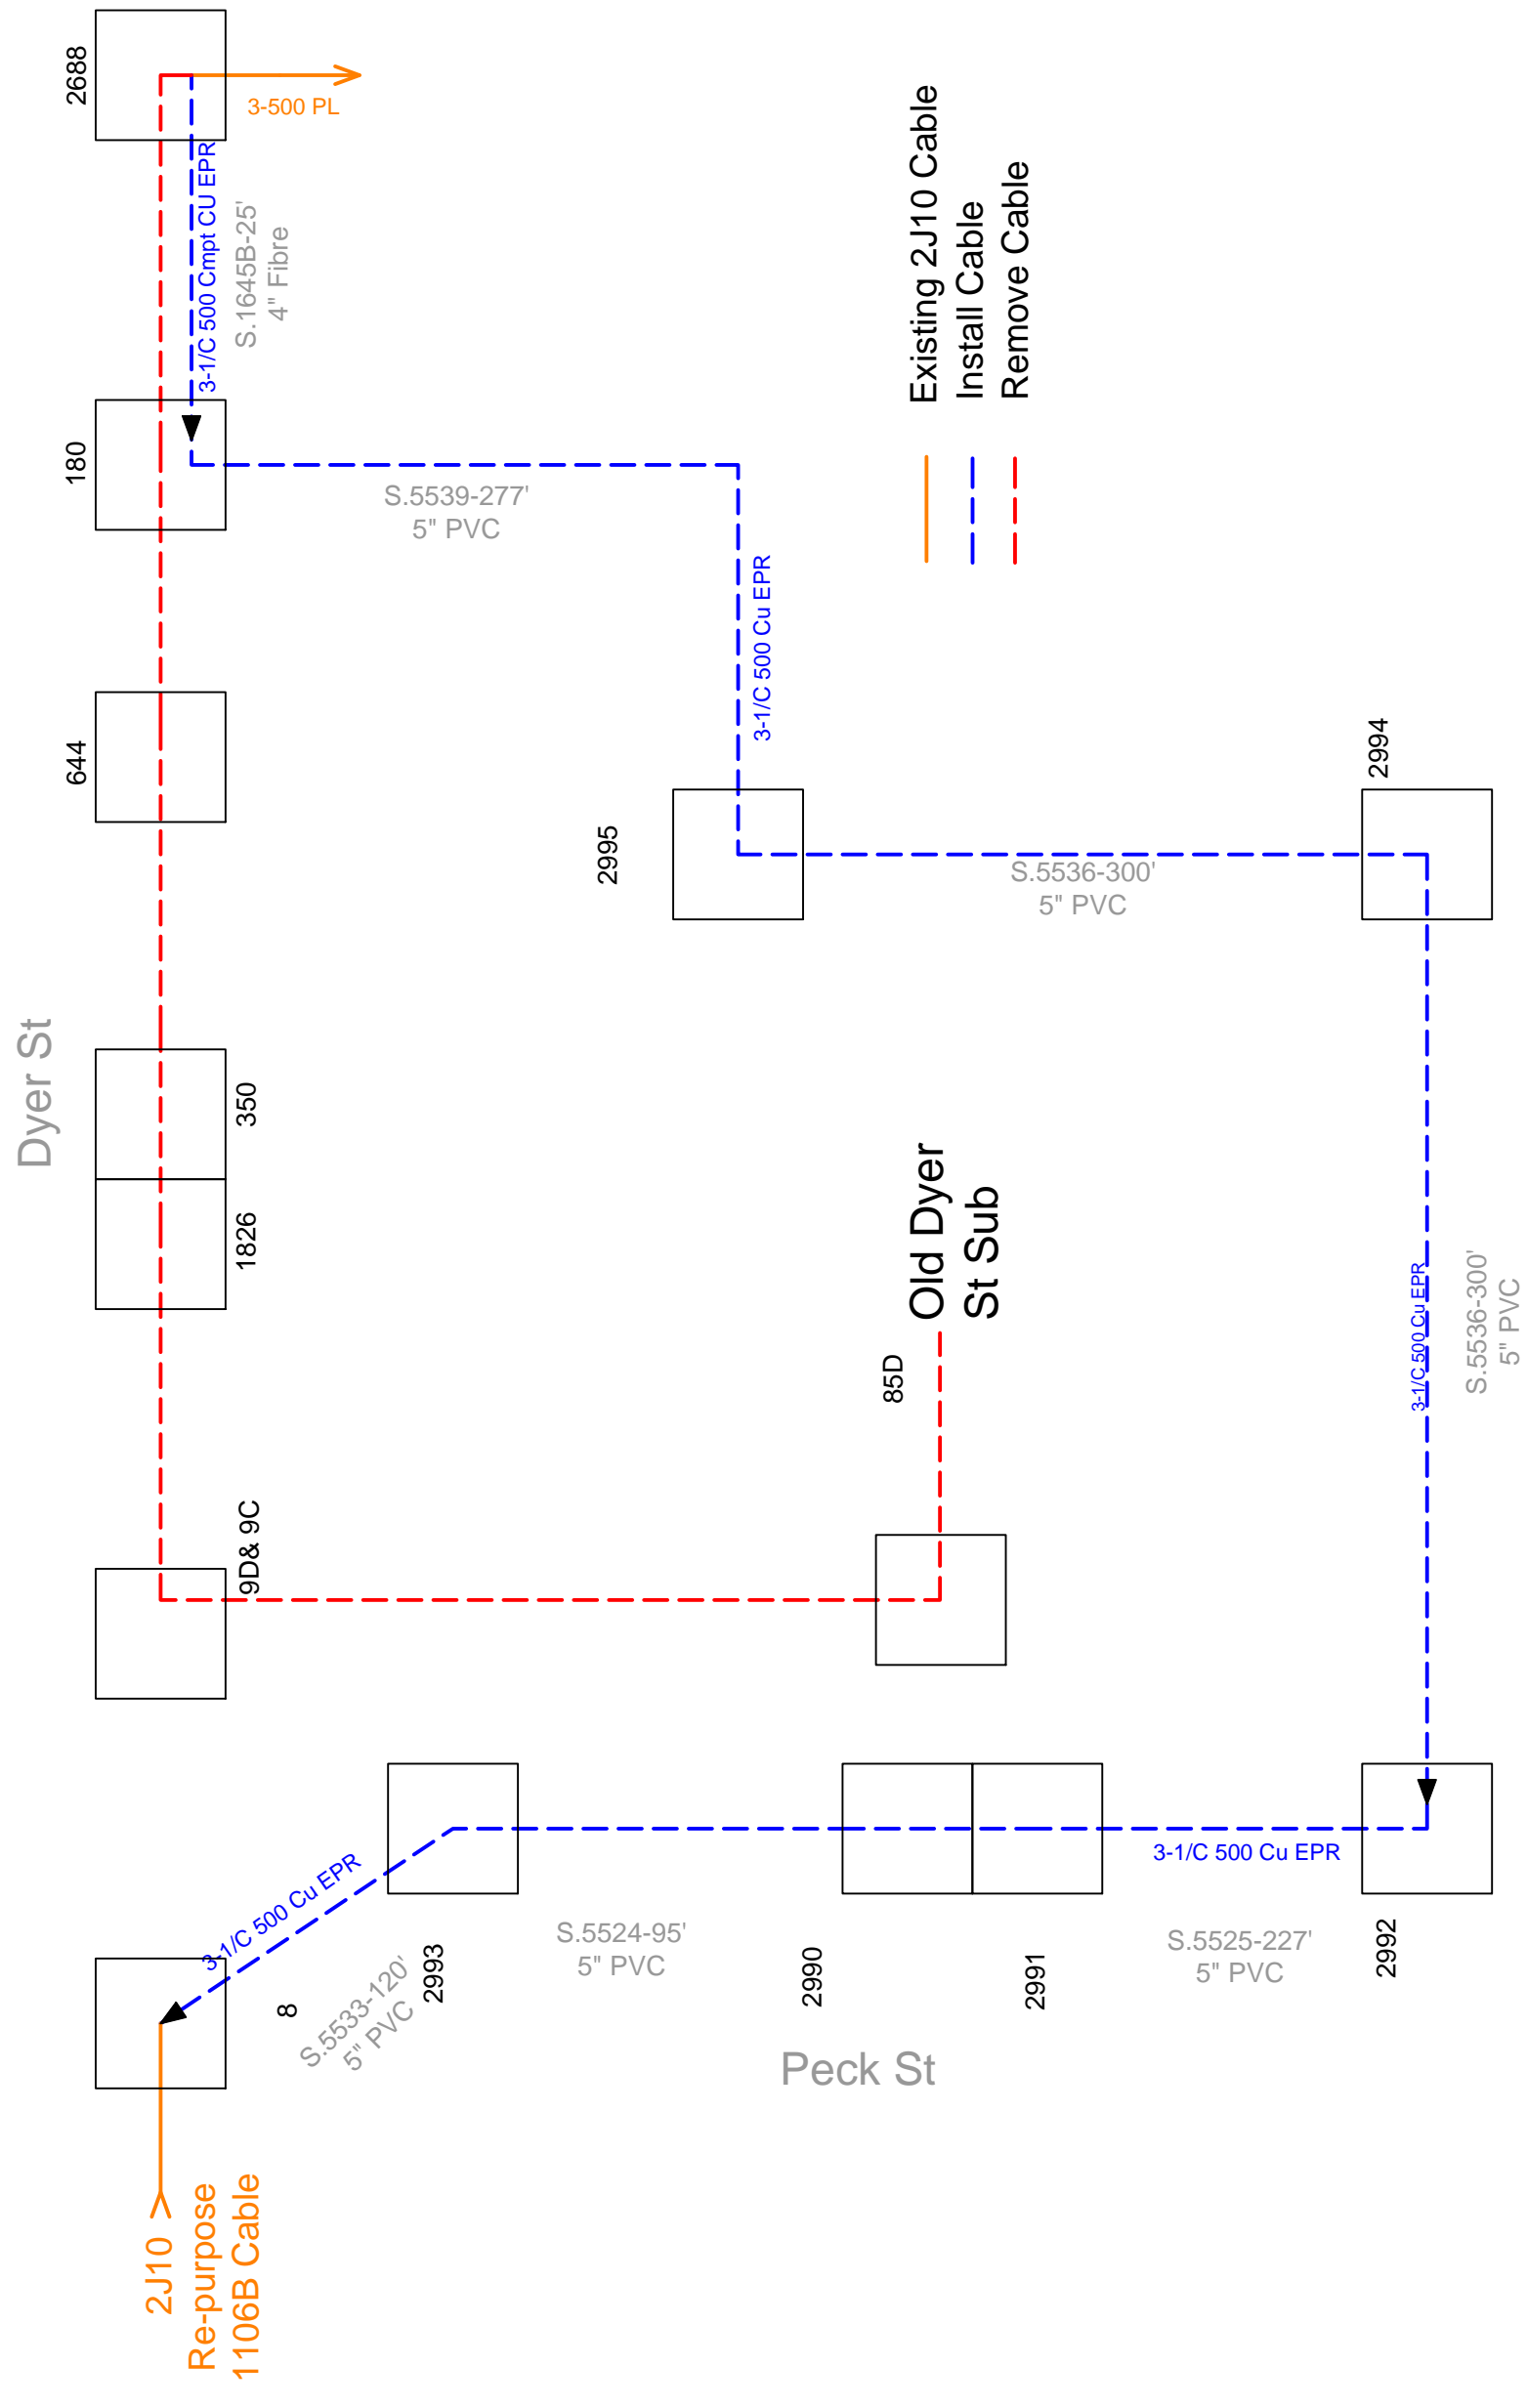 2688
3-500 PL
3-1/C 500 Cmpt CU EPR
S.1645B-25'
4" Fibre
180
S.5539-277'
5" PVC
3-1/C 500 Cu EPR
Existing 2J10 Cable
Install Cable
Remove Cable
644
2995
2994
S.5536-300'
5" PVC
Dyer St
350
1826
Old Dyer
St Sub
85D
3-1/C 500 Cu EPR
S.5536-300'
5" PVC
9D& 9C
3-1/C 500 Cu EPR
3-1/C 500 Cu EPR
8
S.5533-120'
5" PVC
2993
S.5524-95'
5" PVC
2990
2991
S.5525-227'
5" PVC
2992
Peck St
2J10
Re-purpose
1106B Cable